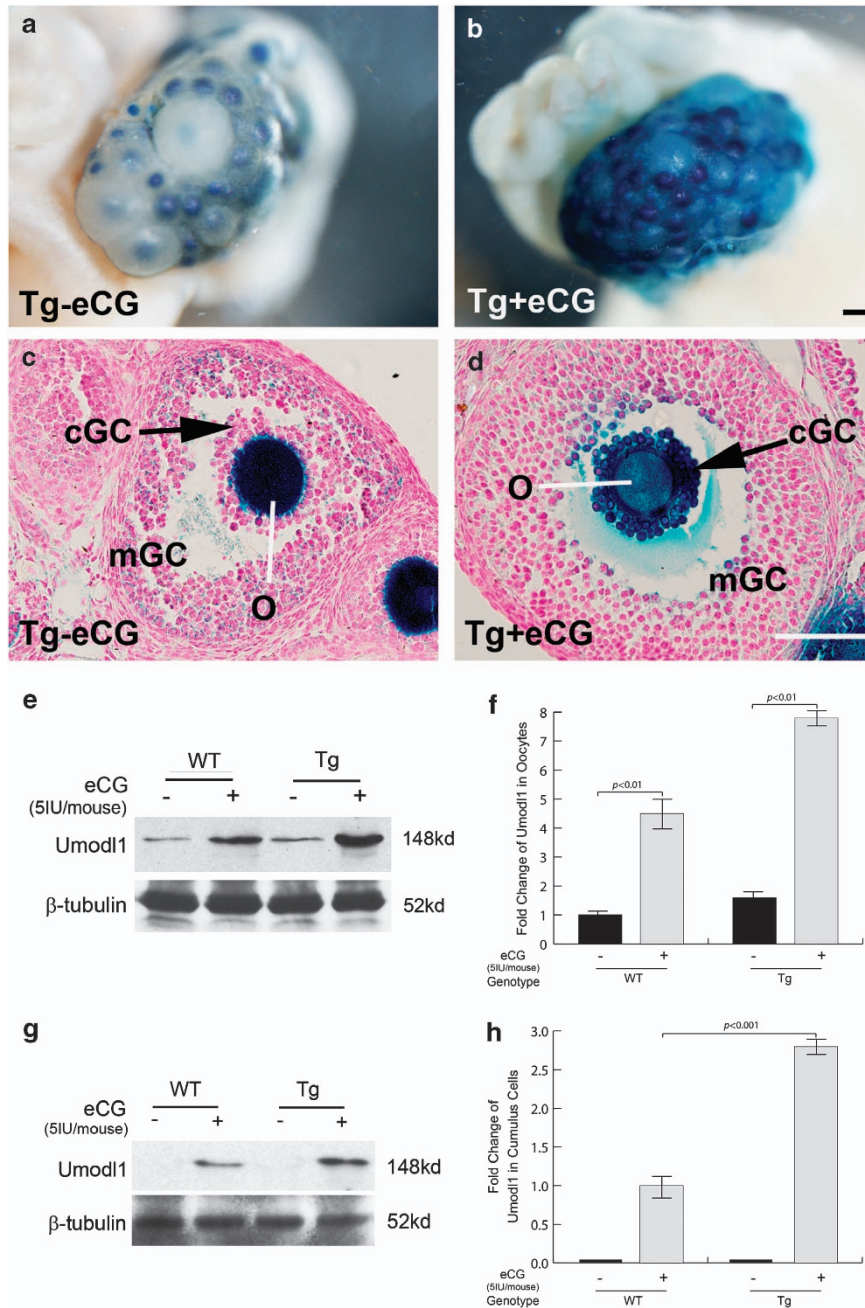 a
Tg-eCG
b
Tg+eCG
c
cGC
mGC
O
Tg-eCG
d
cGC
O
mGC
Tg+eCG
e
WT Tg
eCG - + - +
(5IU/mouse)
Umodl1 148kd
β-tubulin 52kd
f
Fold Change of Umodl1 in Oocytes
8
7
6
5
4
3
2
1
0
p<0.01
p<0.01
eCG - + - +
(5IU/mouse)
Genotype WT Tg
g
WT Tg
eCG - + - +
(5IU/mouse)
Umodl1 148kd
β-tubulin 52kd
h
Fold Change of
Umodl1 in Cumulus Cells
3.0
2.5
2.0
1.5
1.0
0.5
0.0
p<0.001
eCG - + - +
(5IU/mouse)
Genotype WT Tg